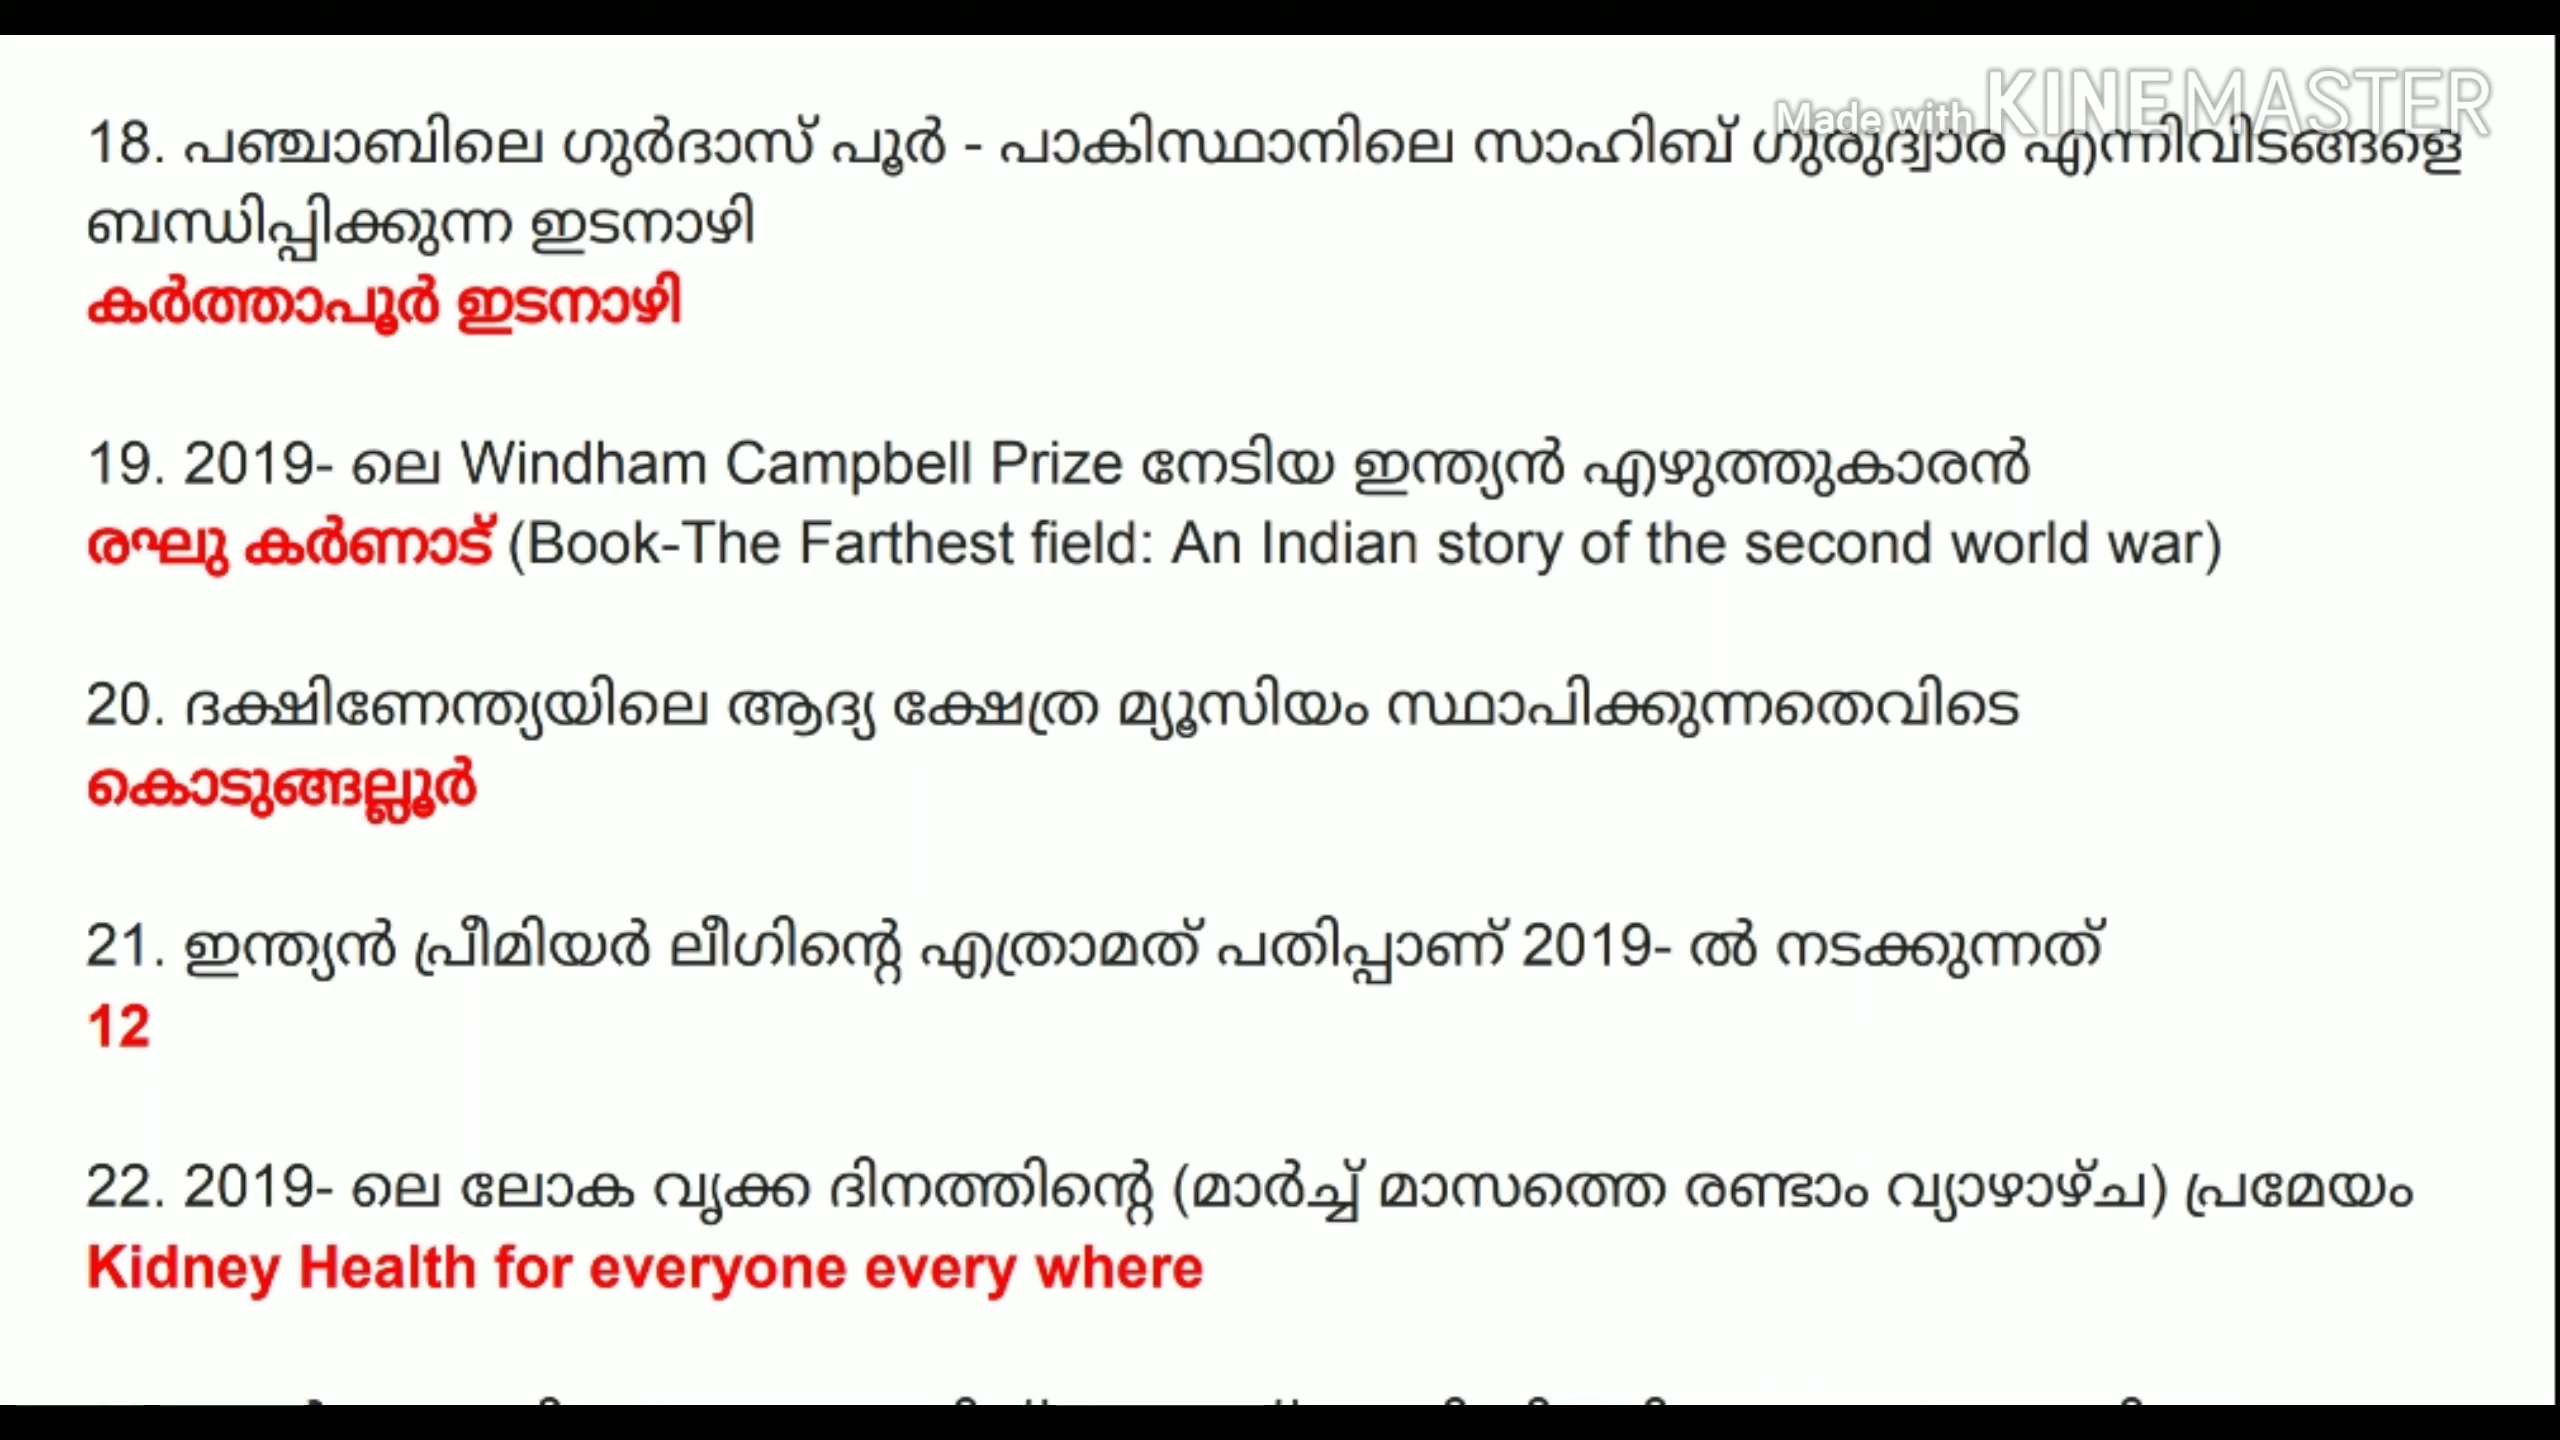 Made with KINEMASTER
18. പഞ്ചാബിലെ ഗുർദാസ് പൂർ - പാകിസ്ഥാനിലെ സാഹിബ് ഗുരുദ്വാര എന്നിവിടങ്ങളെ
ബന്ധിപ്പിക്കുന്ന ഇടനാഴി
കർത്താപൂർ ഇടനാഴി
19. 2019- ലെ Windham Campbell Prize നേടിയ ഇന്ത്യൻ എഴുത്തുകാരൻ
രഘു കർണാട് (Book-The Farthest field: An Indian story of the second world war)
20. ദക്ഷിണേന്ത്യയിലെ ആദ്യ ക്ഷേത്ര മ്യൂസിയം സ്ഥാപിക്കുന്നതെവിടെ
കൊടുങ്ങല്ലൂർ
21. ഇന്ത്യൻ പ്രീമിയർ ലീഗിന്റെ എത്രാമത് പതിപ്പാണ് 2019- ൽ നടക്കുന്നത്
12
22. 2019- ലെ ലോക വൃക്ക ദിനത്തിന്റെ (മാർച്ച് മാസത്തെ രണ്ടാം വ്യാഴാഴ്ച) പ്രമേയം
Kidney Health for everyone every where